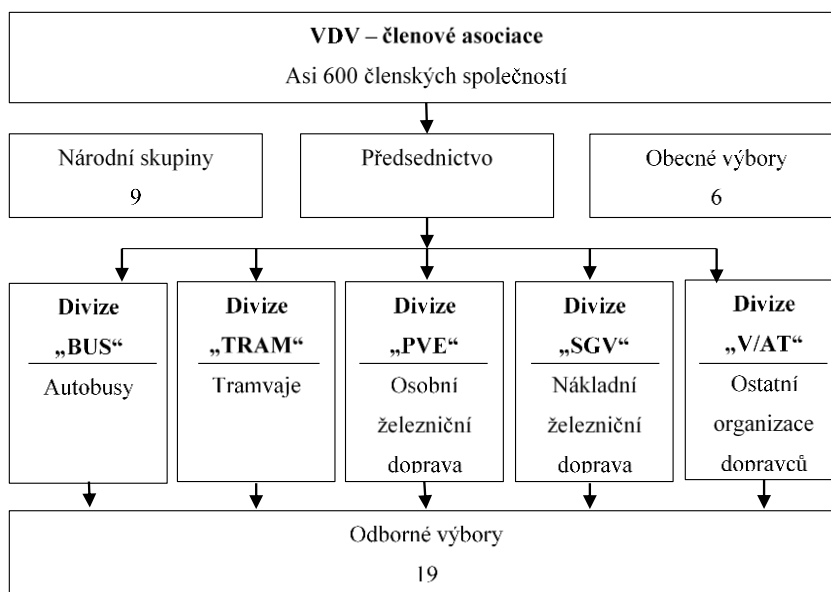 VDV – členové asociace
Asi 600 členských společností
Národní skupiny
9
Předsednictvo
Obecné výbory
6
Divize
„BUS“
Autobusy
Divize
„TRAM“
Tramvaje
Divize
„PVE“
Osobní
železniční
doprava
Divize
„SGV“
Nákladní
železniční
doprava
Divize
„V/AT“
Ostatní
organizace
dopravců
Odborné výbory
19